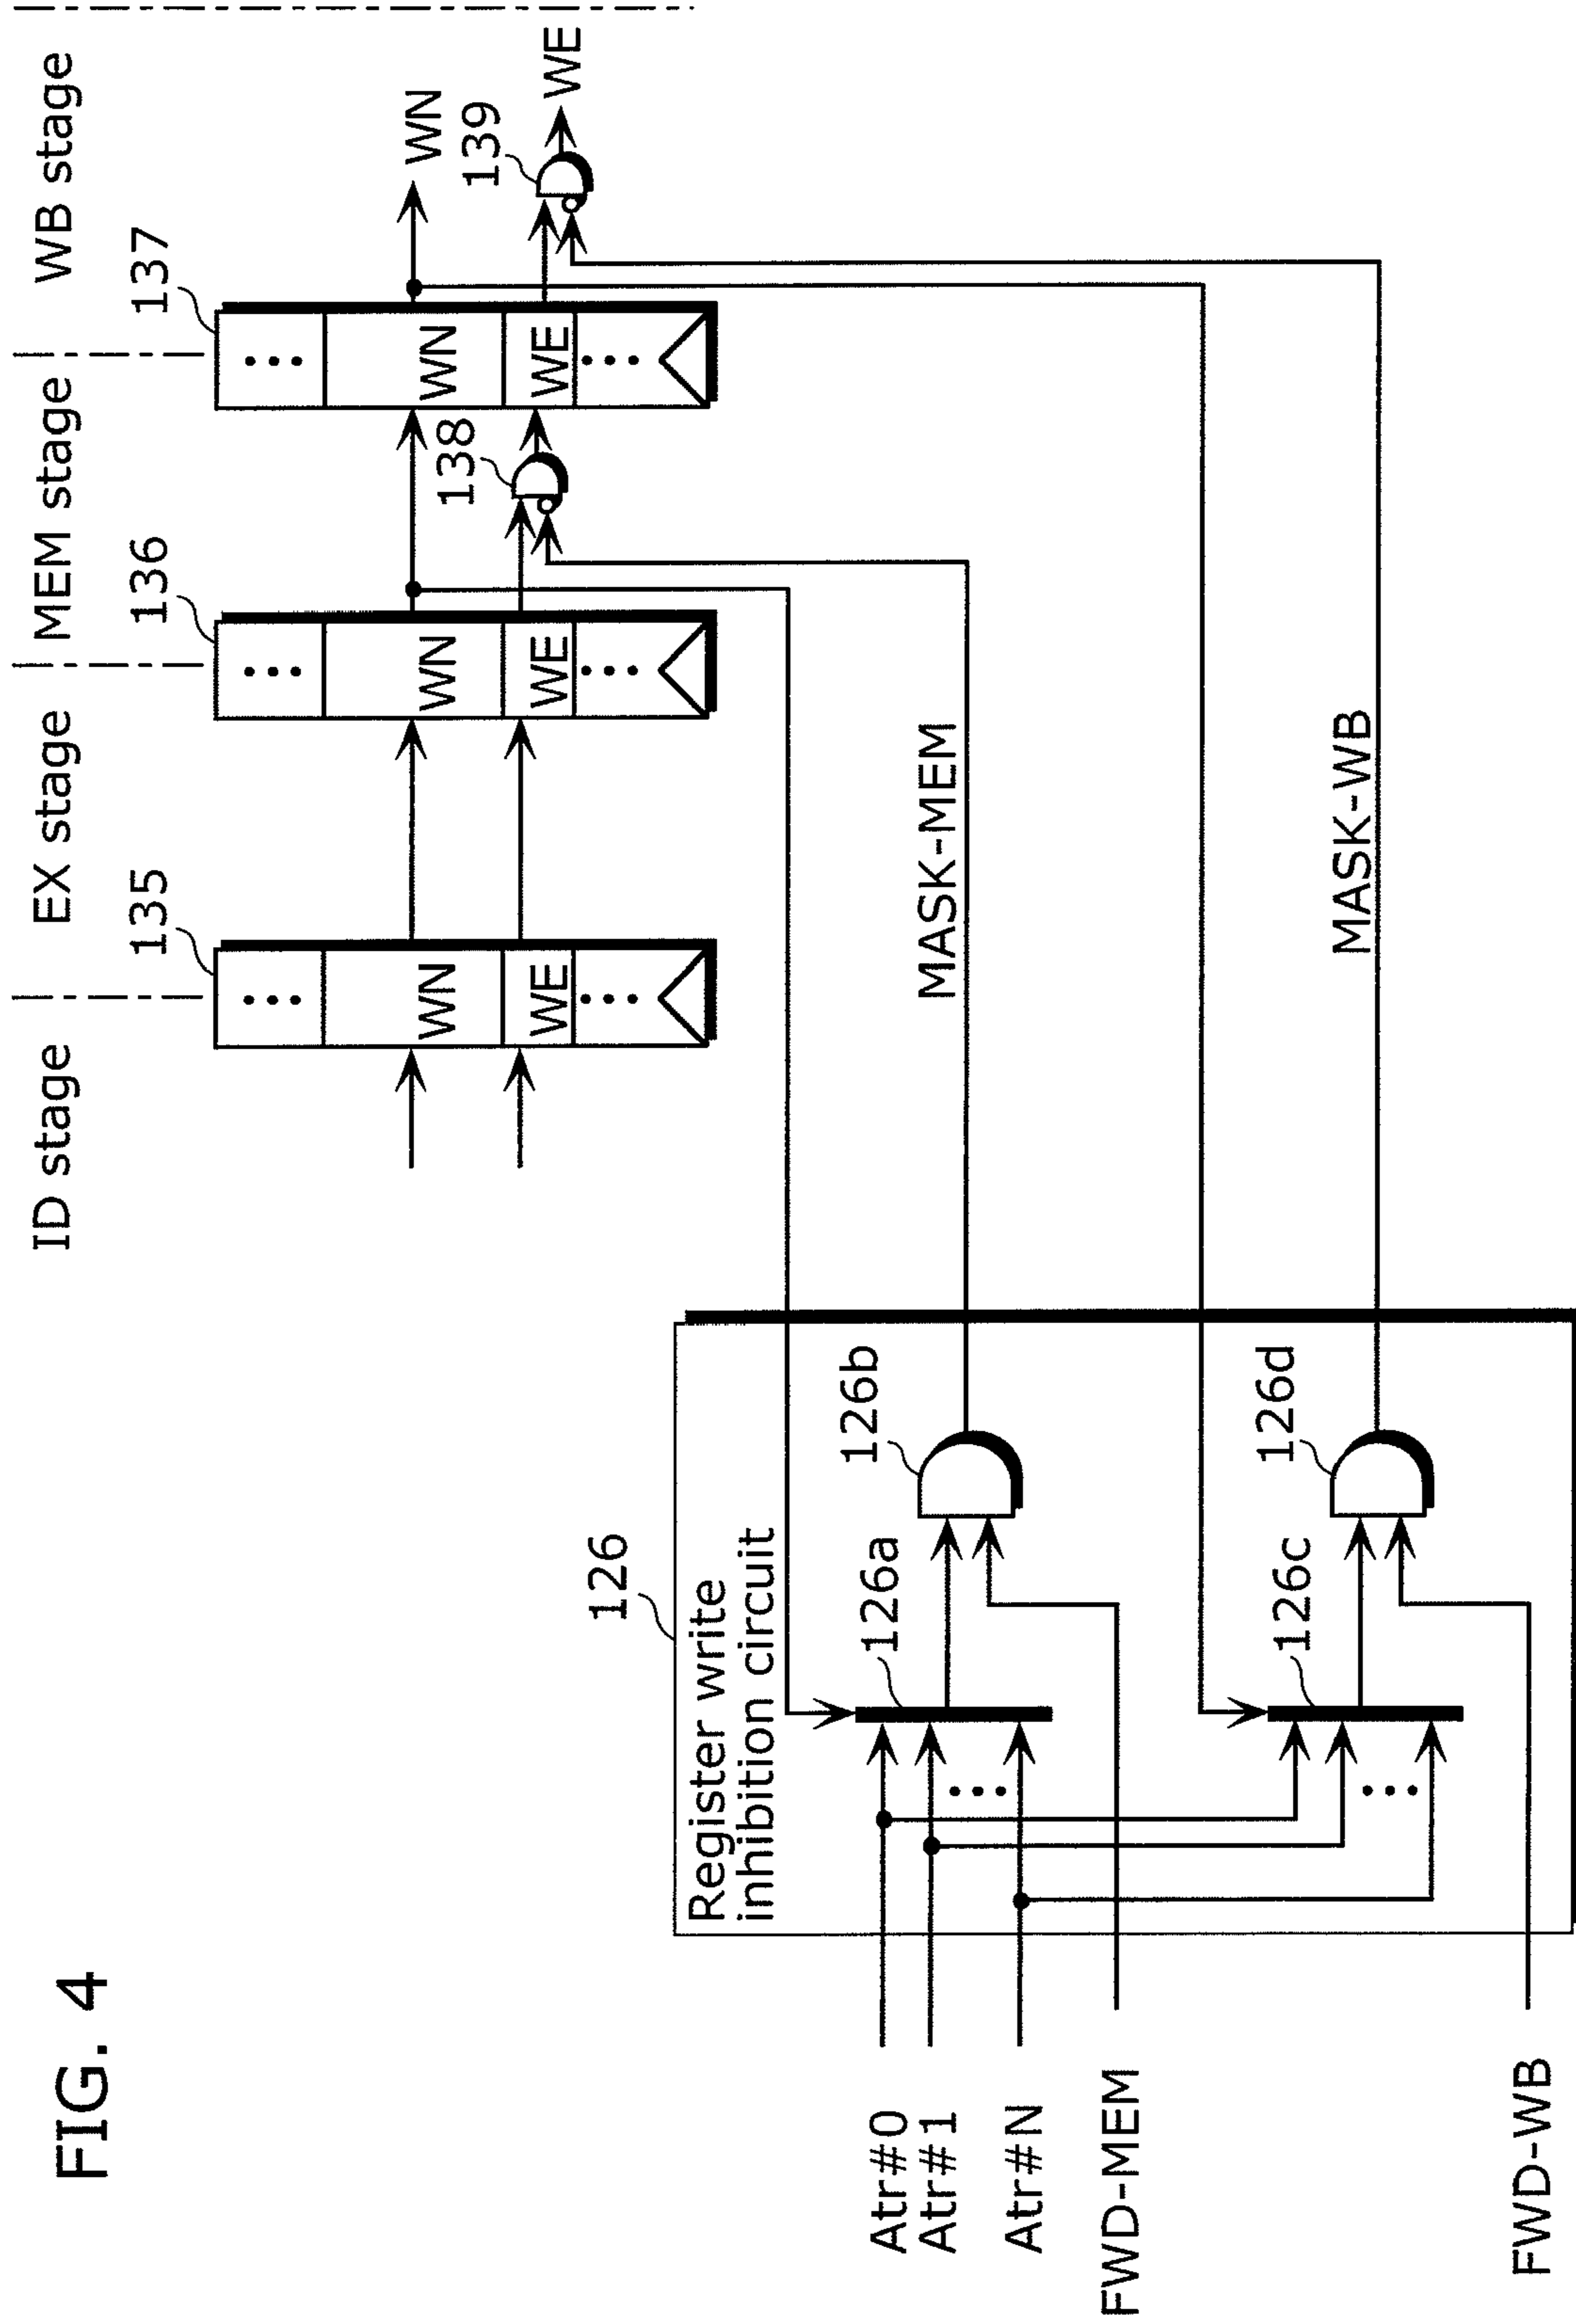 FIG. 4
ID stage
EX stage
MEM stage
WB stage
135
136
137
...
WN
WE
...
...
WN
WE
...
...
WN
WE
...
138
139
WN
WE
126
Register write
inhibition circuit
126a
126b
MASK-MEM
126c
126d
MASK-WB
Atr#0
Atr#1
...
...
Atr#N
FWD-MEM
FWD-WB